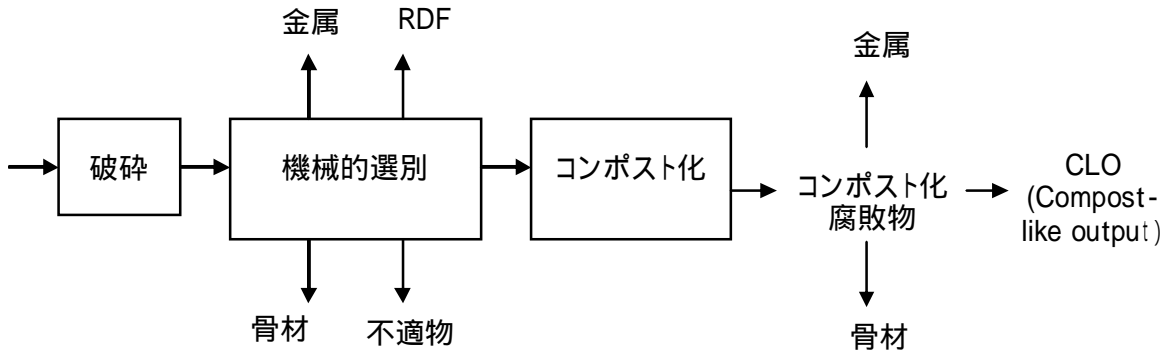 金属
RDF
金属
破砕
機械的選別
コンポスト化
コンポスト化
腐敗物
CLO
(Compost-
like output)
骨材
不適物
骨材